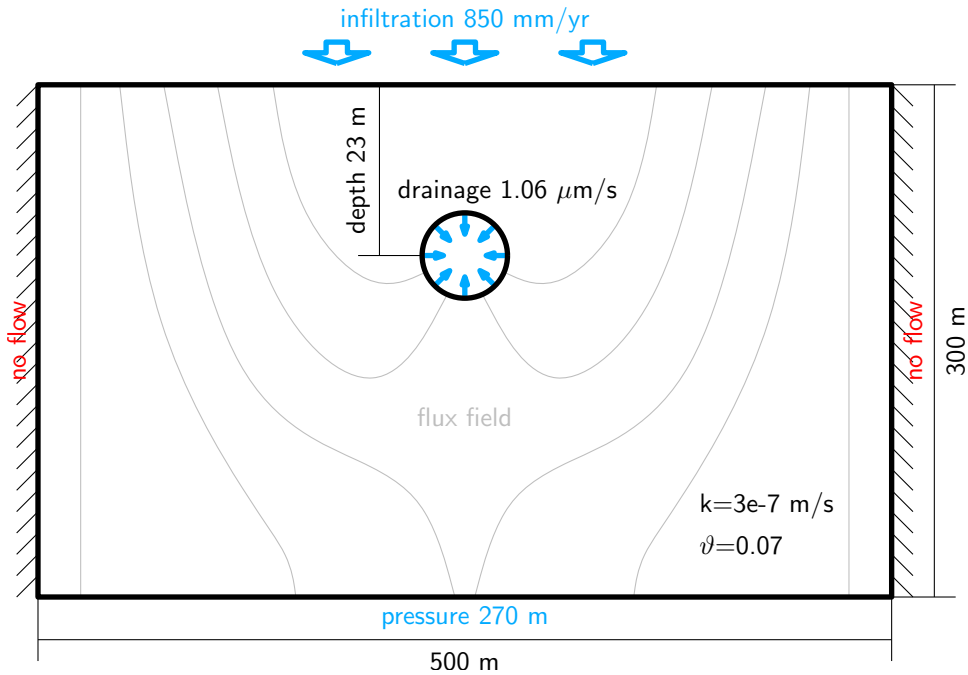 infiltration 850 mm/yr
depth 23 m
drainage 1.06 μm/s
no flow
no flow
300 m
flux field
k=3e-7 m/s
ϑ=0.07
pressure 270 m
500 m